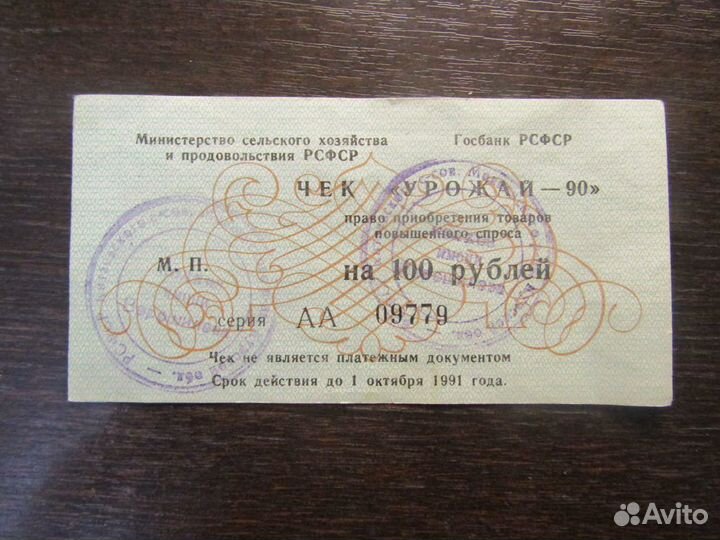 Министерство сельского хозяйства
и продовольствия РСФСР
Госбанк РСФСР
ЧЕК «УРОЖАЙ — 90»
право приобретения товаров
повышенного спроса
М. П.
на 100 рублей
серия АА 09779
Чек не является платежным документом
Срок действия до 1 октября 1991 года.
Avito